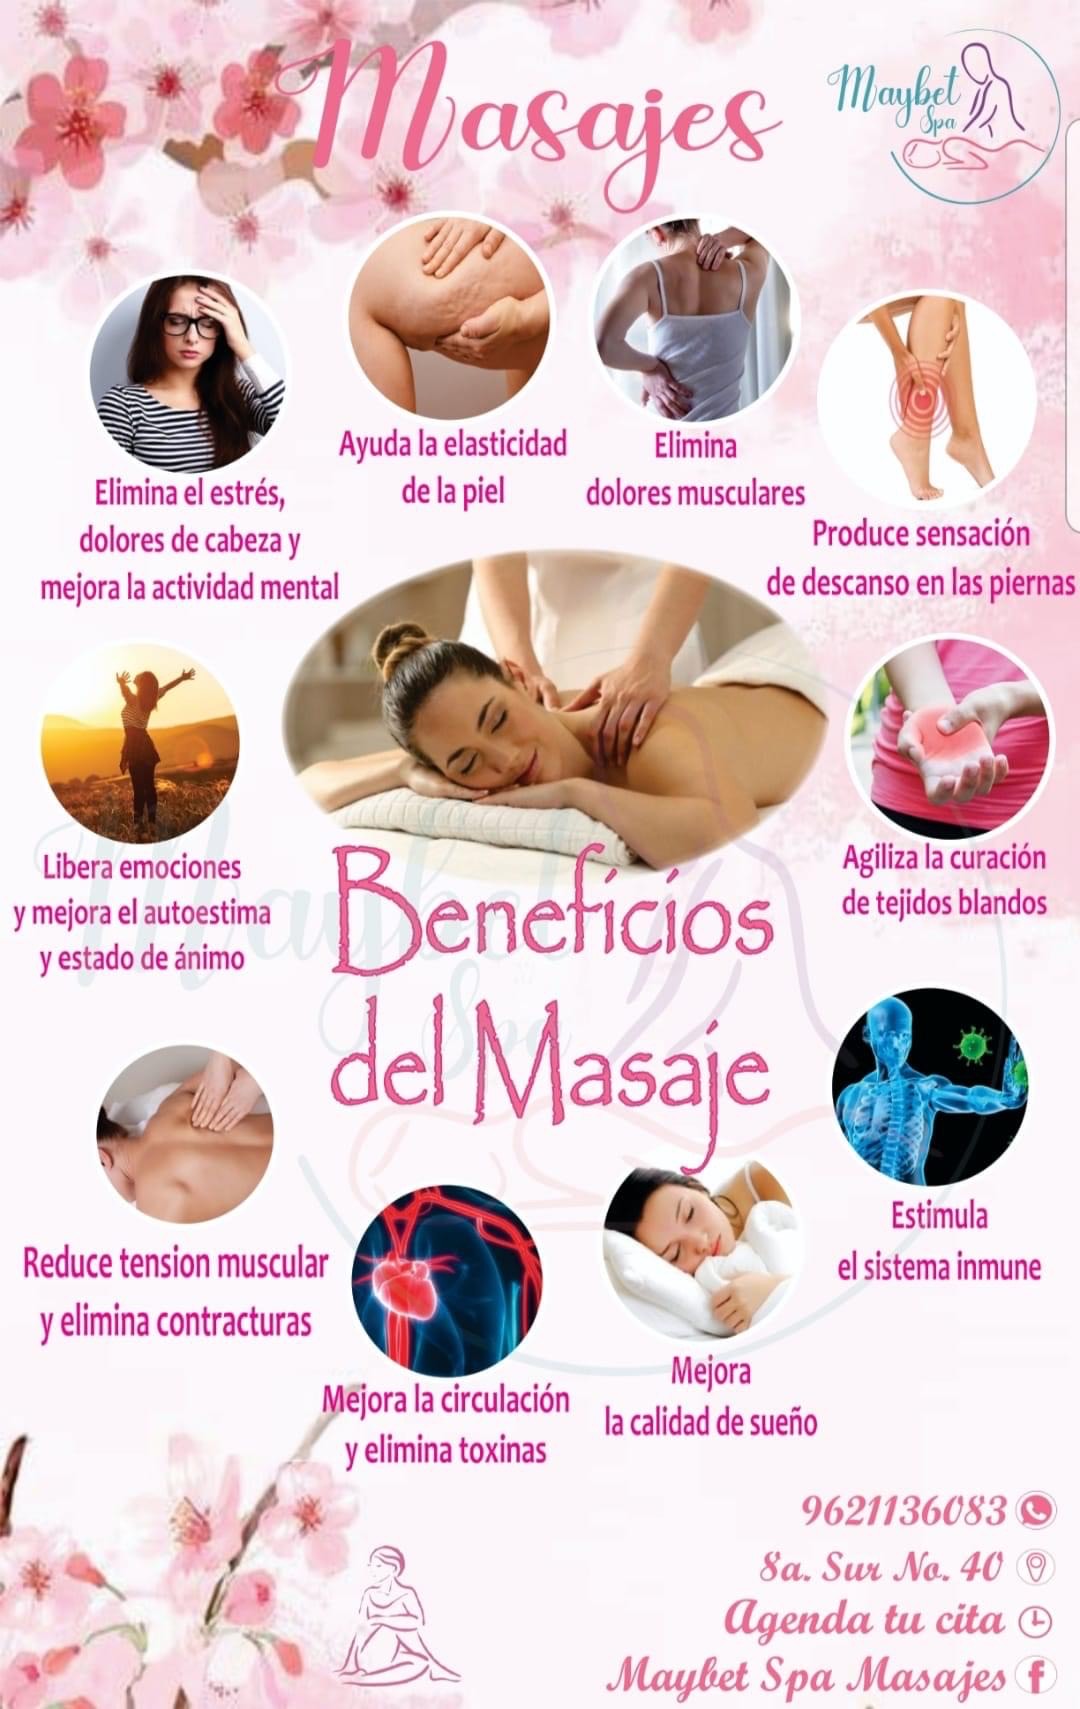 Masajes
Maybet
Spa
Elimina el estrés,
dolores de cabeza y
mejora la actividad mental
Ayuda la elasticidad
de la piel
Elimina
dolores musculares
Produce sensación
de descanso en las piernas
Libera emociones
y mejora el autoestima
y estado de ánimo
Agiliza la curación
de tejidos blandos
Beneficios
del Masaje
Maybet
Spa
Reduce tension muscular
y elimina contracturas
Mejora la circulación
y elimina toxinas
Mejora
la calidad de sueño
Estimula
el sistema inmune
9621136083
8a. Sur No. 40
Agenda tu cita
Maybet Spa Masajes